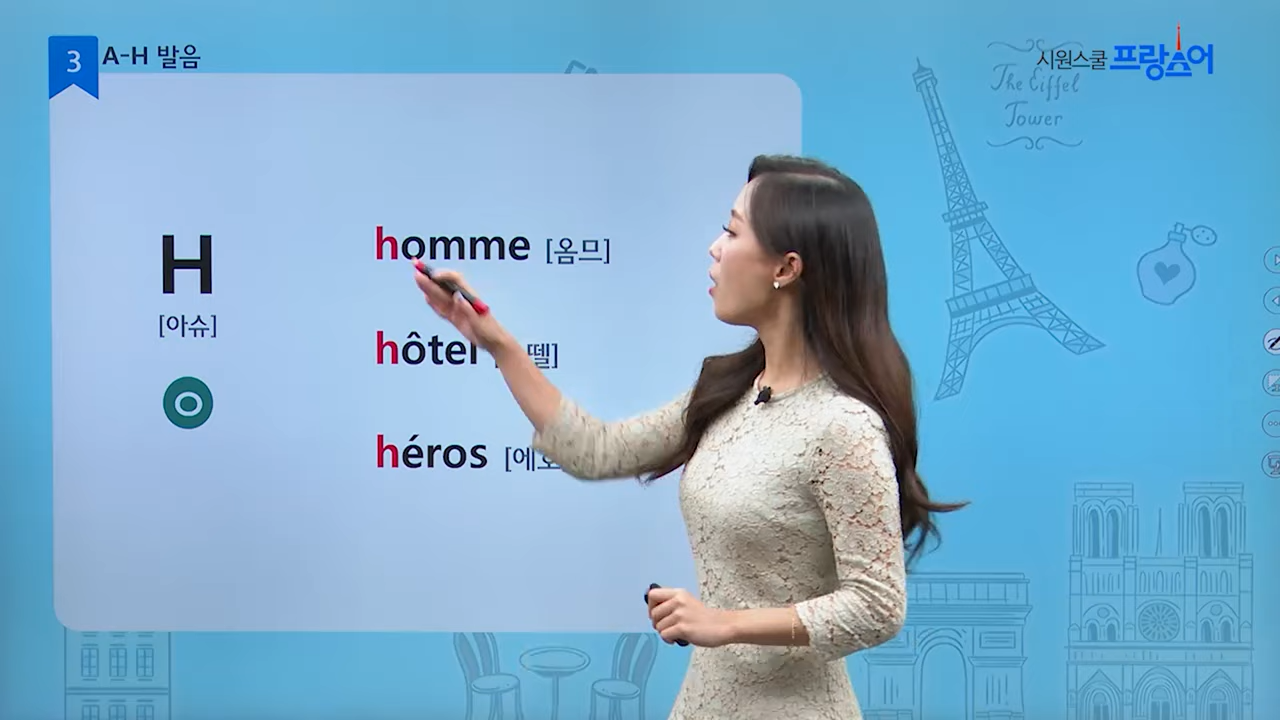 3 A-H 발음
시원스쿨 프랑스어
The Eiffel
Tower
H
[아슈]
ㅇ
homme [옴므]
hôtel
héros